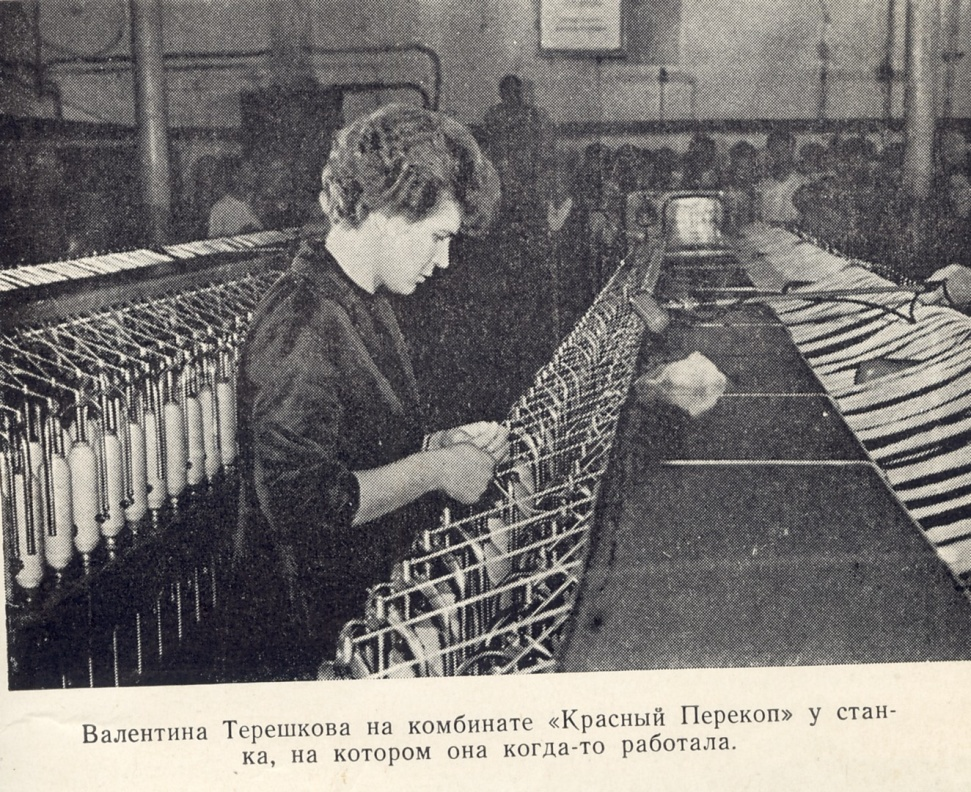 Валентина Терешкова на комбинате «Красный Перекоп» у стан-
ка, на котором она когда-то работала.